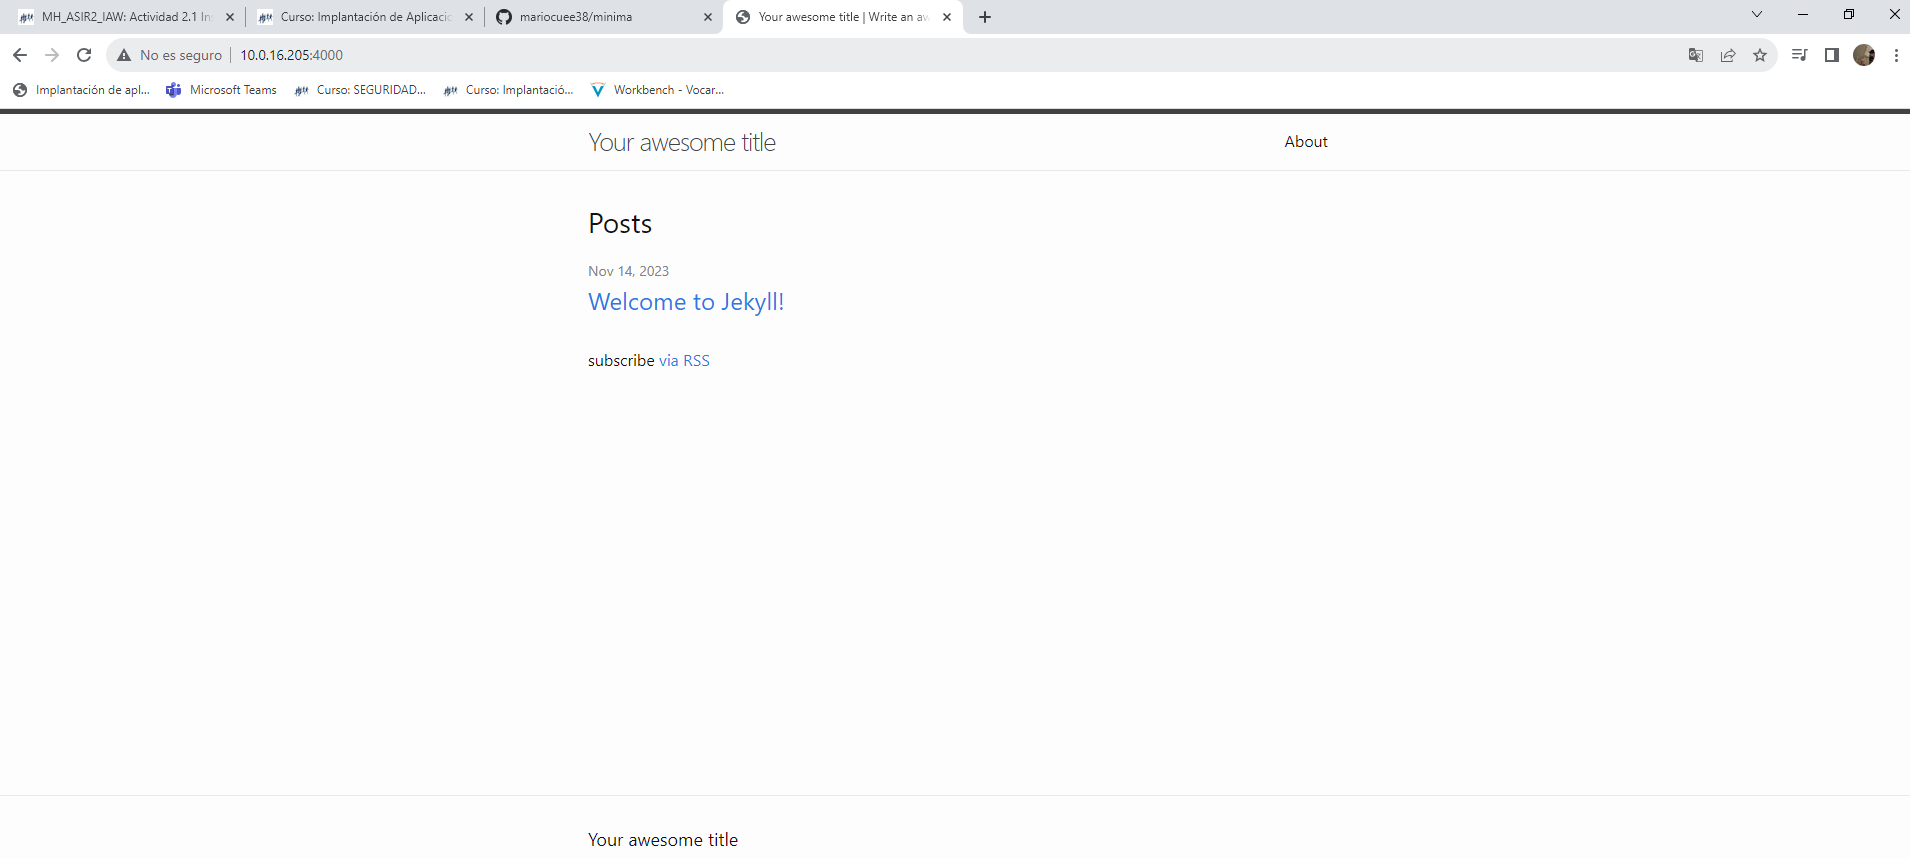 MH_ASIR2_IAW: Actividad 2.1 In
Curso: Implantación de Aplicacio
mariocuee38/minima
Your awesome title | Write an aw
No es seguro
10.0.16.205:4000
Implantación de apl...
Microsoft Teams
Curso: SEGURIDAD...
Curso: Implantació...
Workbench - Vocar...
Your awesome title
About
Posts
Nov 14, 2023
Welcome to Jekyll!
subscribe via RSS
Your awesome title